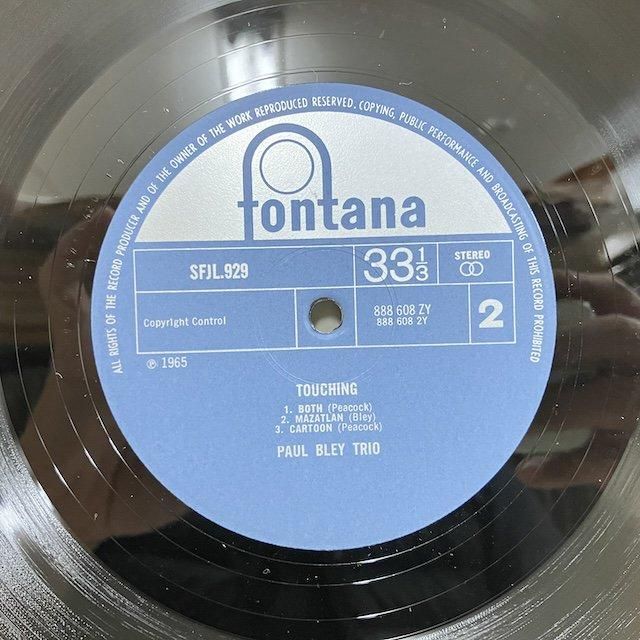 ALL RIGHTS OF THE RECORD PRODUCER AND OF THE OWNER OF THE WORK REPRODUCED RESERVED. COPYING, PUBLIC PERFORMANCE AND BROADCASTING OF THIS RECORD PROHIBITED
fontana
SFJL.929
33⅓
STEREO
Copyright Control
888 608 ZY
888 608 2Y
2
℗ 1965
TOUCHING
1. BOTH (Peacock)
2. MAZATLAN (Bley)
3. CARTOON (Peacock)
PAUL BLEY TRIO